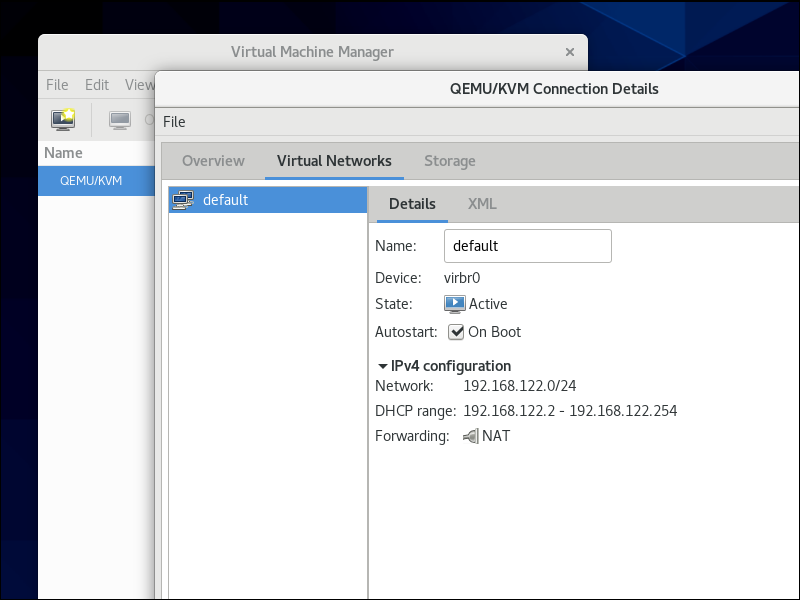 Virtual Machine Manager
File Edit View
QEMU/KVM Connection Details
File
Name
QEMU/KVM
Overview Virtual Networks Storage
default
Details XML
Name: default
Device: virbr0
State: Active
Autostart: On Boot
IPv4 configuration
Network: 192.168.122.0/24
DHCP range: 192.168.122.2 - 192.168.122.254
Forwarding: NAT